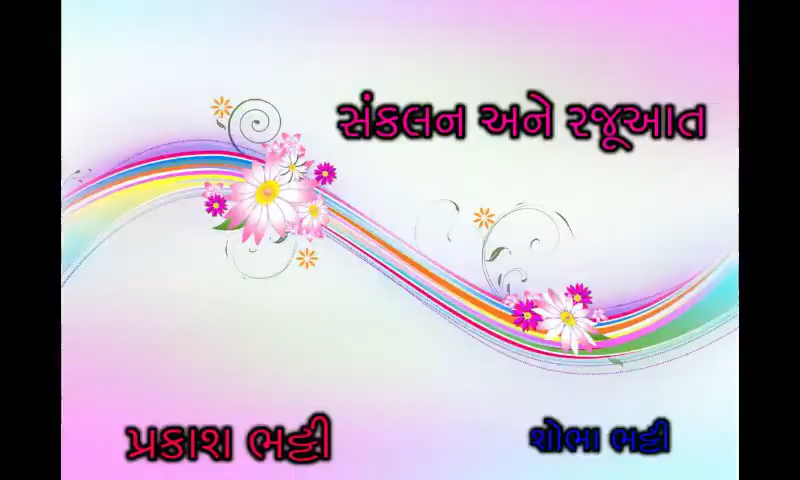 સંકલન અને રજૂઆત
પ્રકાશ ભટ્ટી
શોભા ભટ્ટી